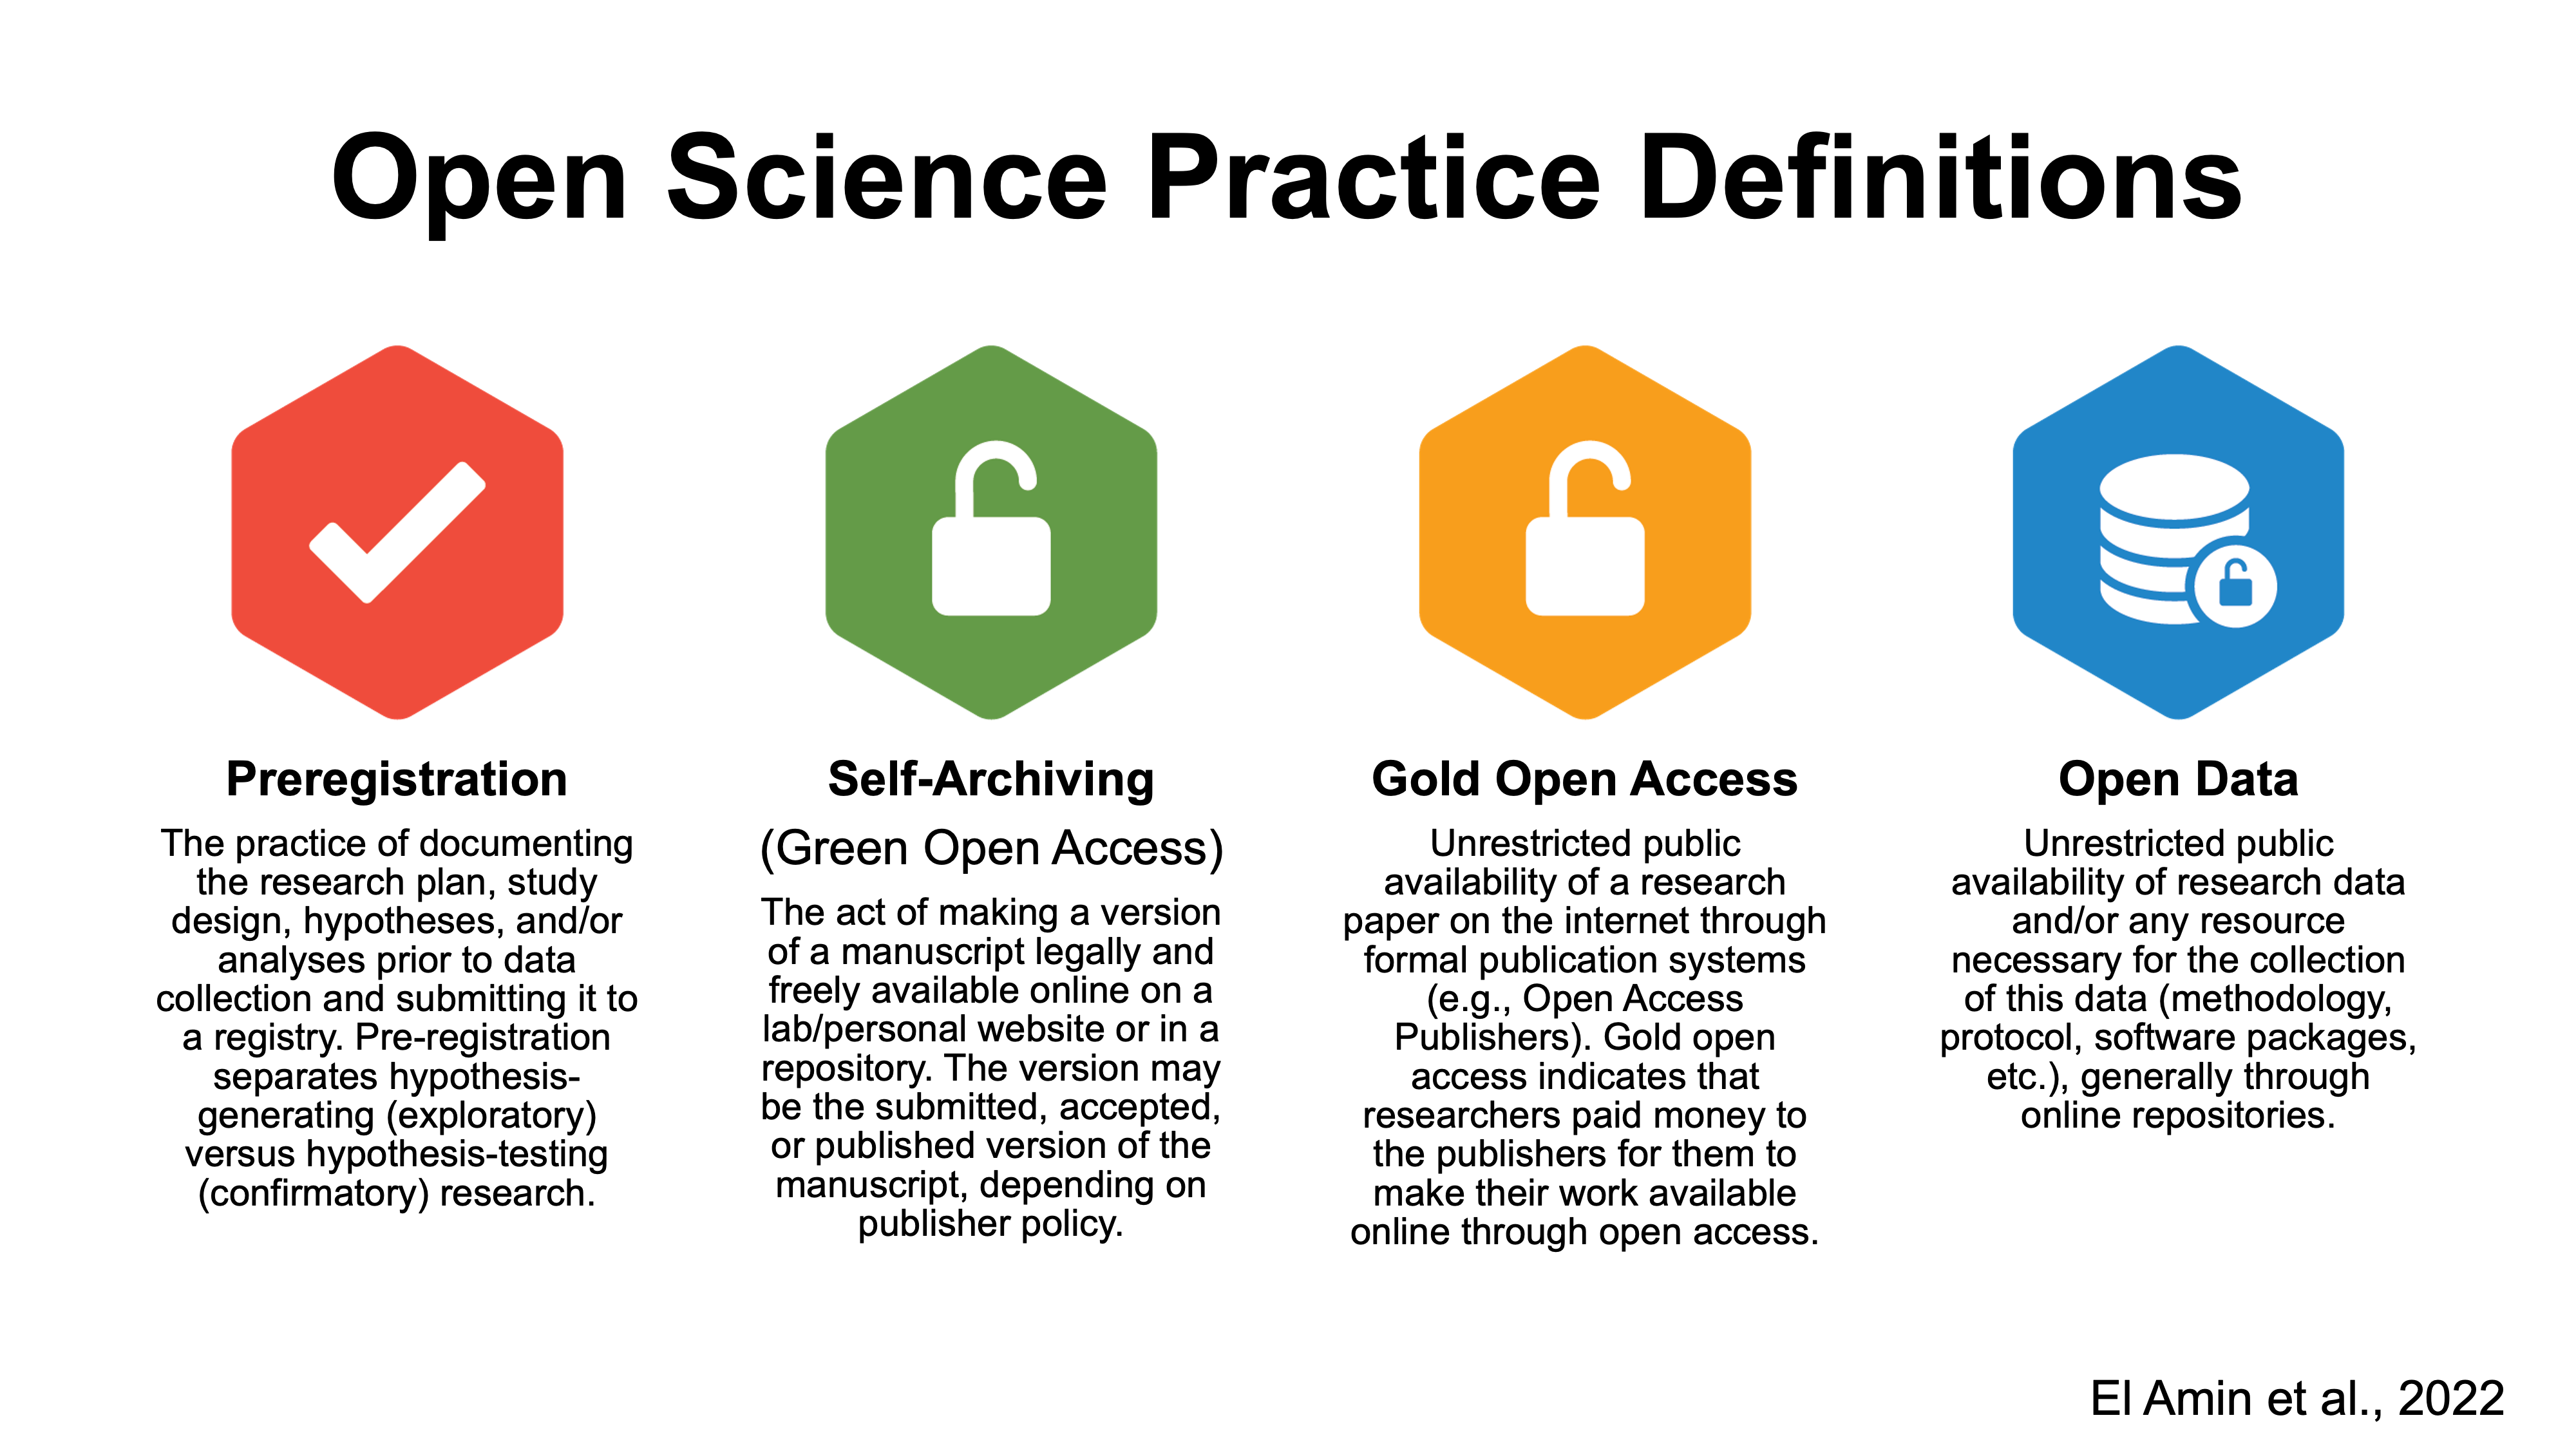 Open Science Practice Definitions
Preregistration
The practice of documenting
the research plan, study
design, hypotheses, and/or
analyses prior to data
collection and submitting it to
a registry. Pre-registration
separates hypothesis-
generating (exploratory)
versus hypothesis-testing
(confirmatory) research.
Self-Archiving
(Green Open Access)
The act of making a version
of a manuscript legally and
freely available online on a
lab/personal website or in a
repository. The version may
be the submitted, accepted,
or published version of the
manuscript, depending on
publisher policy.
Gold Open Access
Unrestricted public
availability of a research
paper on the internet through
formal publication systems
(e.g., Open Access
Publishers). Gold open
access indicates that
researchers paid money to
the publishers for them to
make their work available
online through open access.
Open Data
Unrestricted public
availability of research data
and/or any resource
necessary for the collection
of this data (methodology,
protocol, software packages,
etc.), generally through
online repositories.
El Amin et al., 2022